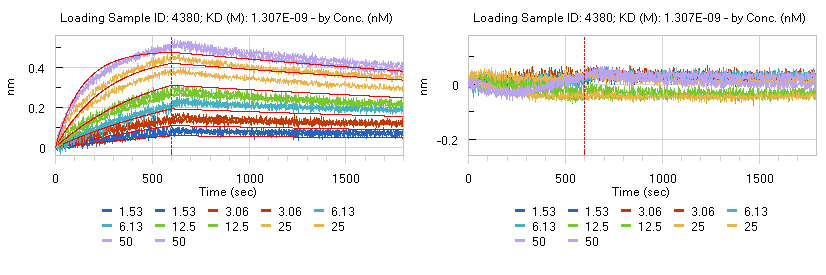 Loading Sample ID: 4380; KD (M): 1.307E-09 - by Conc. (nM)
nm
0.4
0.2
0
0 500 1000 1500
Time (sec)
1.53 1.53 3.06 3.06 6.13
6.13 12.5 12.5 25 25
50 50
Loading Sample ID: 4380; KD (M): 1.307E-09 - by Conc. (nM)
nm
0
-0.2
0 500 1000 1500
Time (sec)
1.53 1.53 3.06 3.06 6.13
6.13 12.5 12.5 25 25
50 50